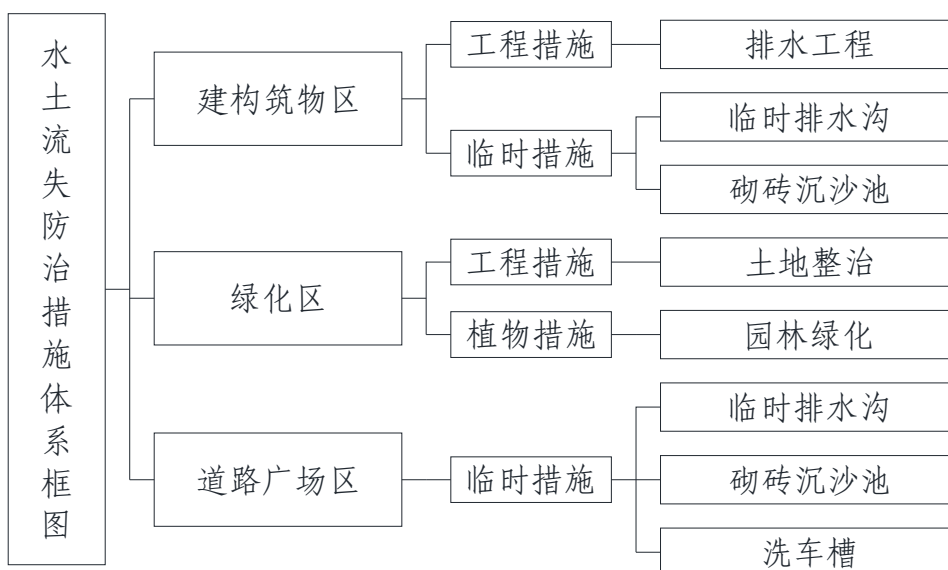 水土流失防治措施体系框图
建构筑物区
工程措施
排水工程
临时措施
临时排水沟
砌砖沉沙池
绿化区
工程措施
土地整治
植物措施
园林绿化
道路广场区
临时措施
临时排水沟
砌砖沉沙池
洗车槽